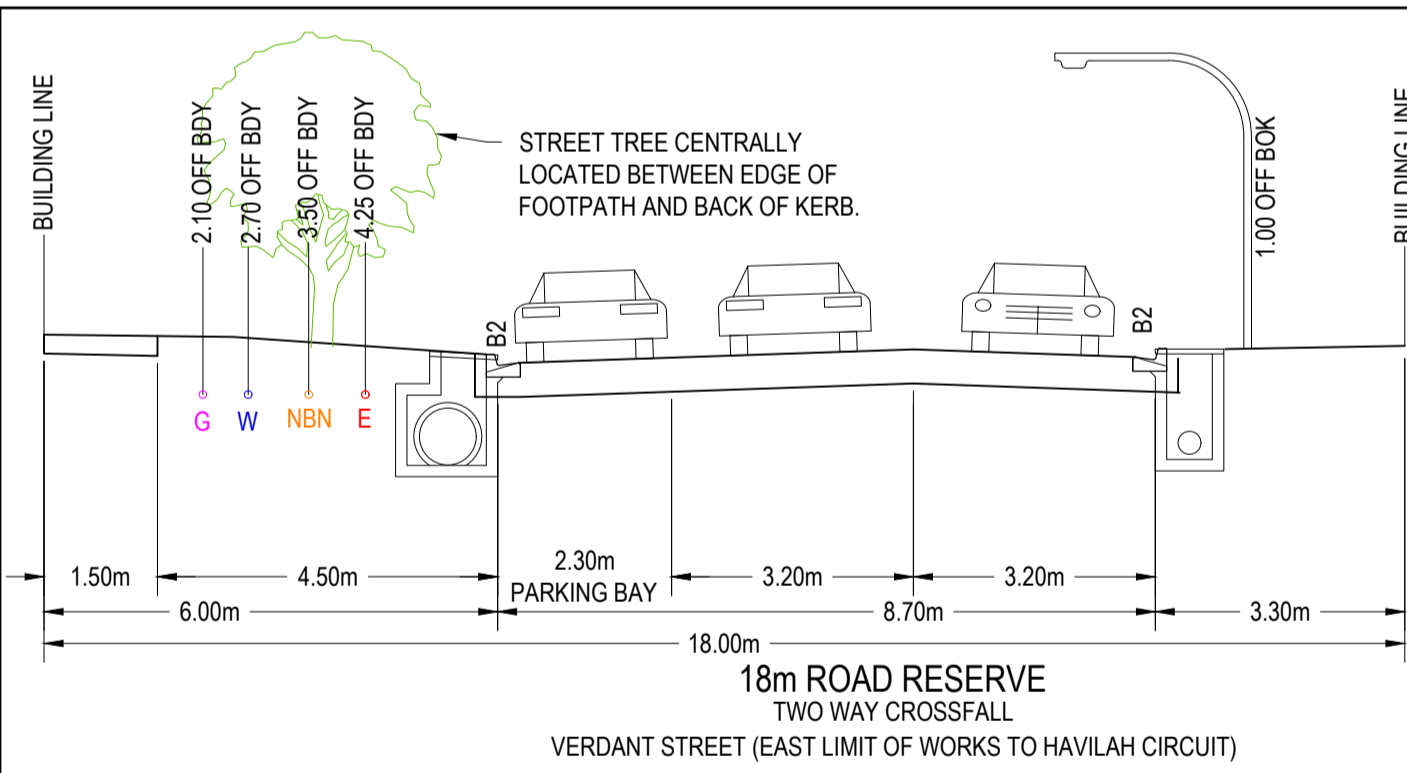 BUILDING LINE
2.10 OFF BDY
2.70 OFF BDY
3.50 OFF BDY
4.25 OFF BDY
STREET TREE CENTRALLY
LOCATED BETWEEN EDGE OF
FOOTPATH AND BACK OF KERB.
1.00 OFF BOK
BUILDING LINE
B2
B2
G
W
NBN
E
1.50m
4.50m
2.30m
PARKING BAY
3.20m
3.20m
6.00m
8.70m
3.30m
18.00m
18m ROAD RESERVE
TWO WAY CROSSFALL
VERDANT STREET (EAST LIMIT OF WORKS TO HAVILAH CIRCUIT)